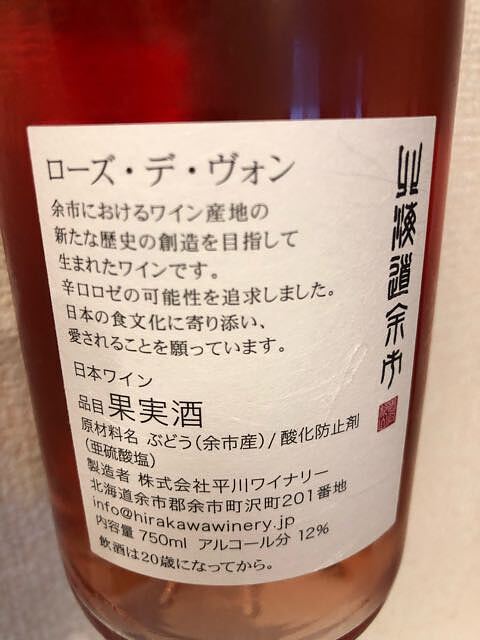 ローズ・デ・ヴォン
余市におけるワイン産地の
新たな歴史の創造を目指して
生まれたワインです。
辛口ロゼの可能性を追求しました。
日本の食文化に寄り添い、
愛されることを願っています。
日本ワイン
品目 果実酒
原材料名 ぶどう(余市産)/酸化防止剤
(亜硫酸塩)
製造者 株式会社平川ワイナリー
北海道余市郡余市町沢町201番地
info@hirakawawinery.jp
内容量 750ml アルコール分 12%
飲酒は20歳になってから。
北海道余市